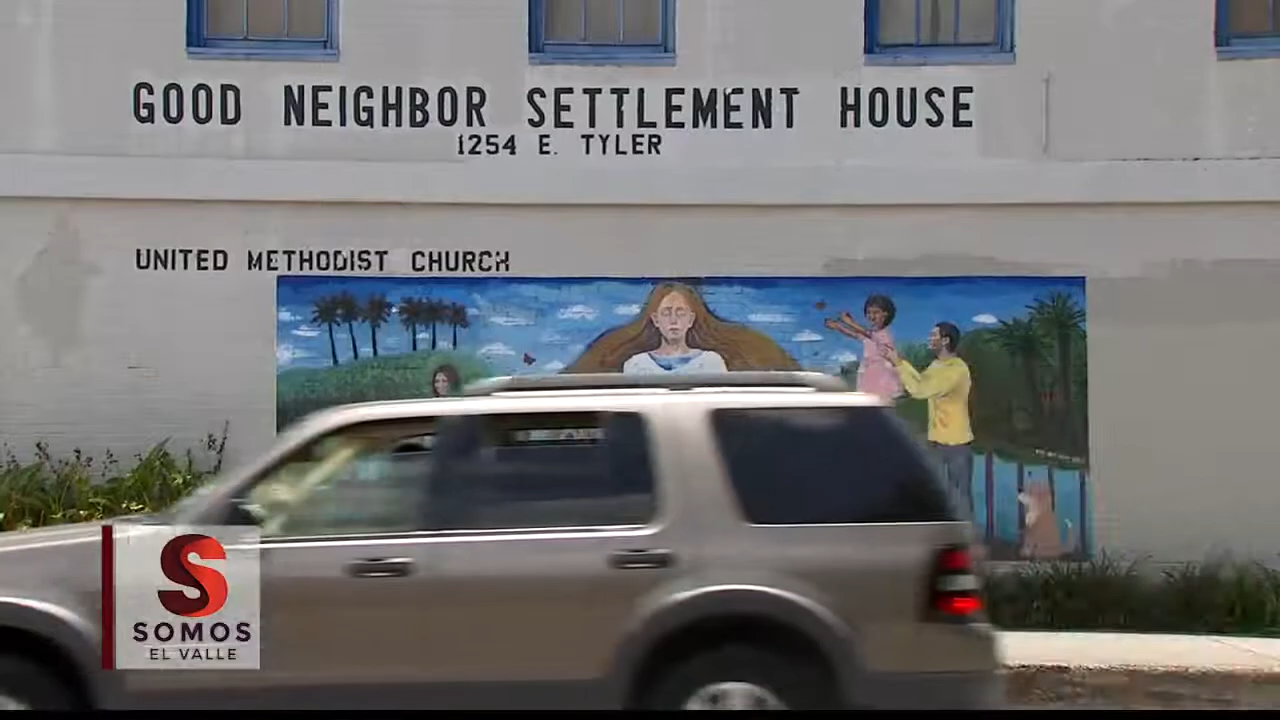 GOOD NEIGHBOR SETTLEMENT HOUSE
1254 E. TYLER
UNITED METHODIST CHURCH
S
SOMOS
EL VALLE